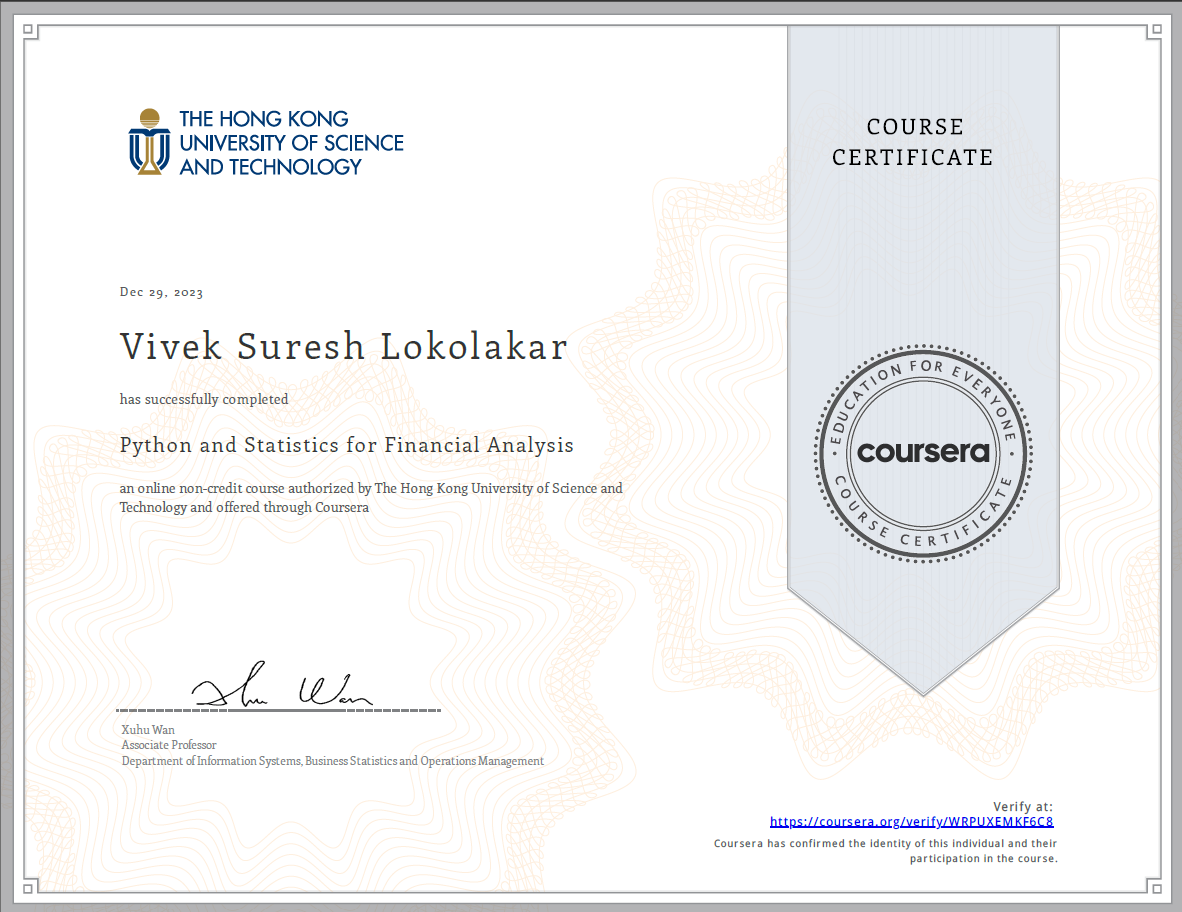 THE HONG KONG
UNIVERSITY OF SCIENCE
AND TECHNOLOGY
COURSE
CERTIFICATE
Dec 29, 2023
Vivek Suresh Lokolakar
has successfully completed
Python and Statistics for Financial Analysis
an online non-credit course authorized by The Hong Kong University of Science and
Technology and offered through Coursera
EDUCATION FOR EVERYONE
coursera
COURSE CERTIFICATE
Xuhu Wan
Associate Professor
Department of Information Systems, Business Statistics and Operations Management
Verify at:
https://coursera.org/verify/WRPUXEMKF6C8
Coursera has confirmed the identity of this individual and their
participation in the course.